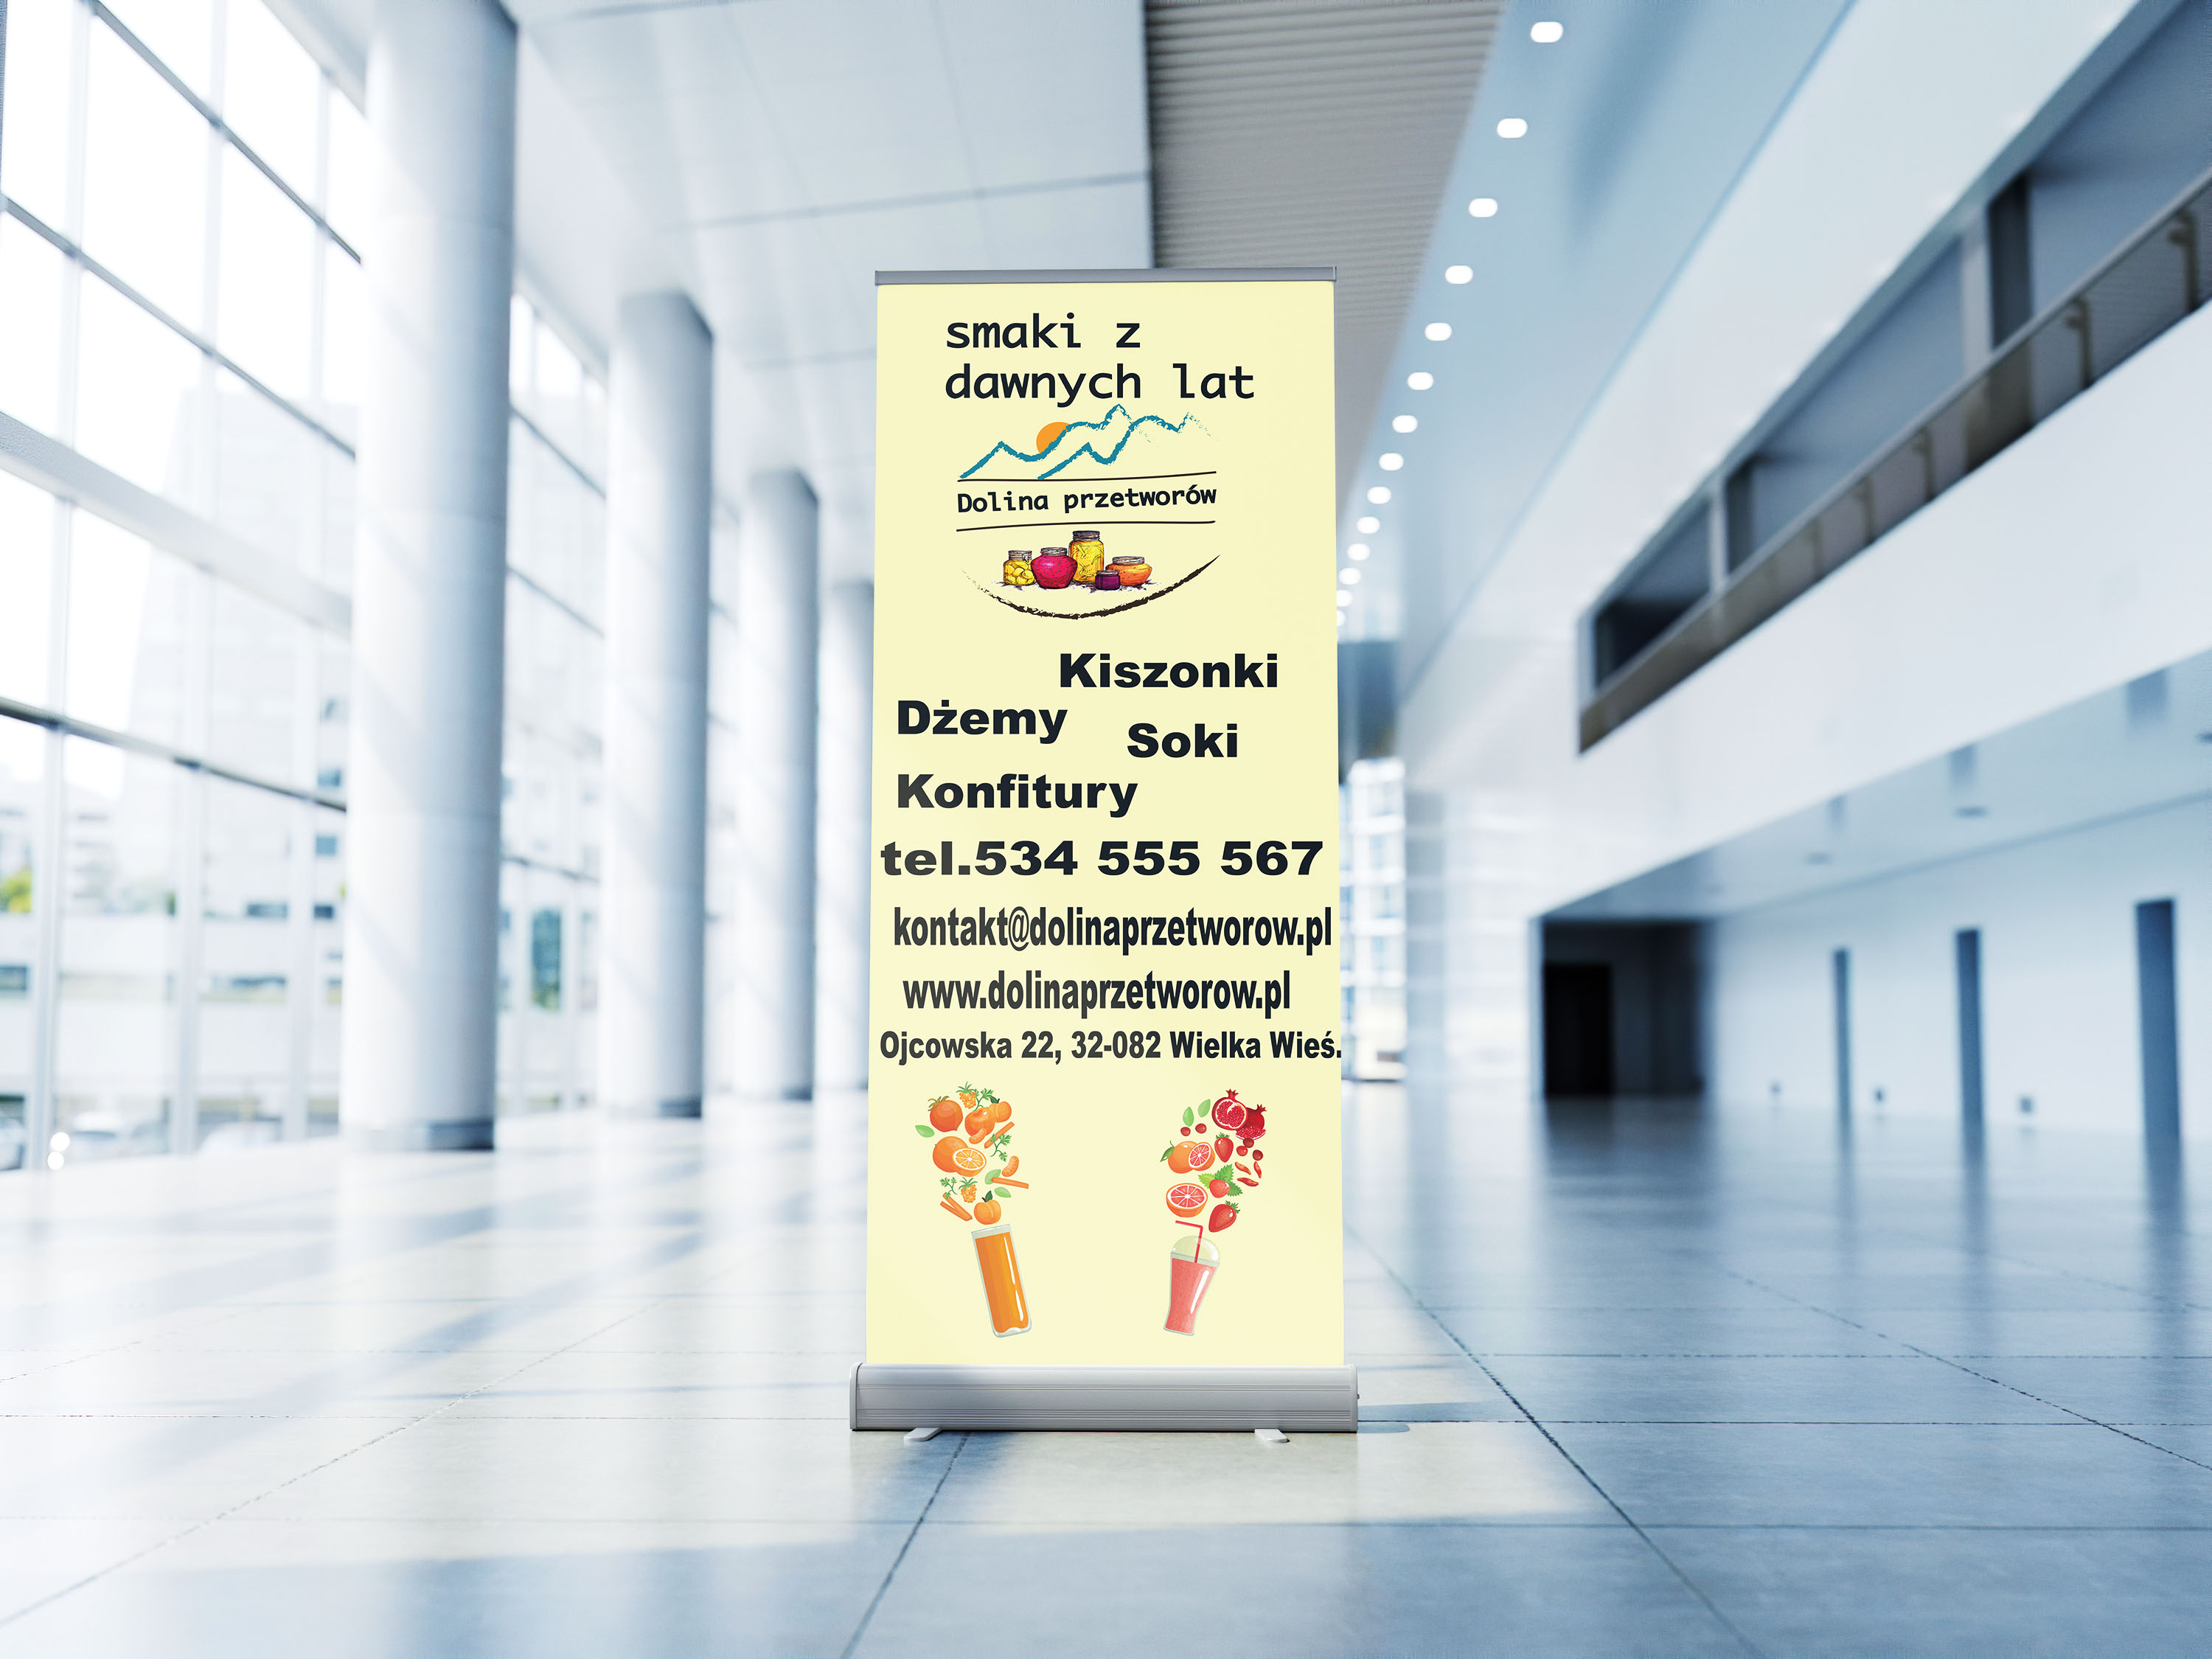 smaki z
dawnych lat
Dolina przetworów
Kiszonki
Dżemy
Soki
Konfitury
tel.534 555 567
kontakt@dolinaprzetworow.pl
www.dolinaprzetworow.pl
Ojcowska 22, 32-082 Wielka Wieś.